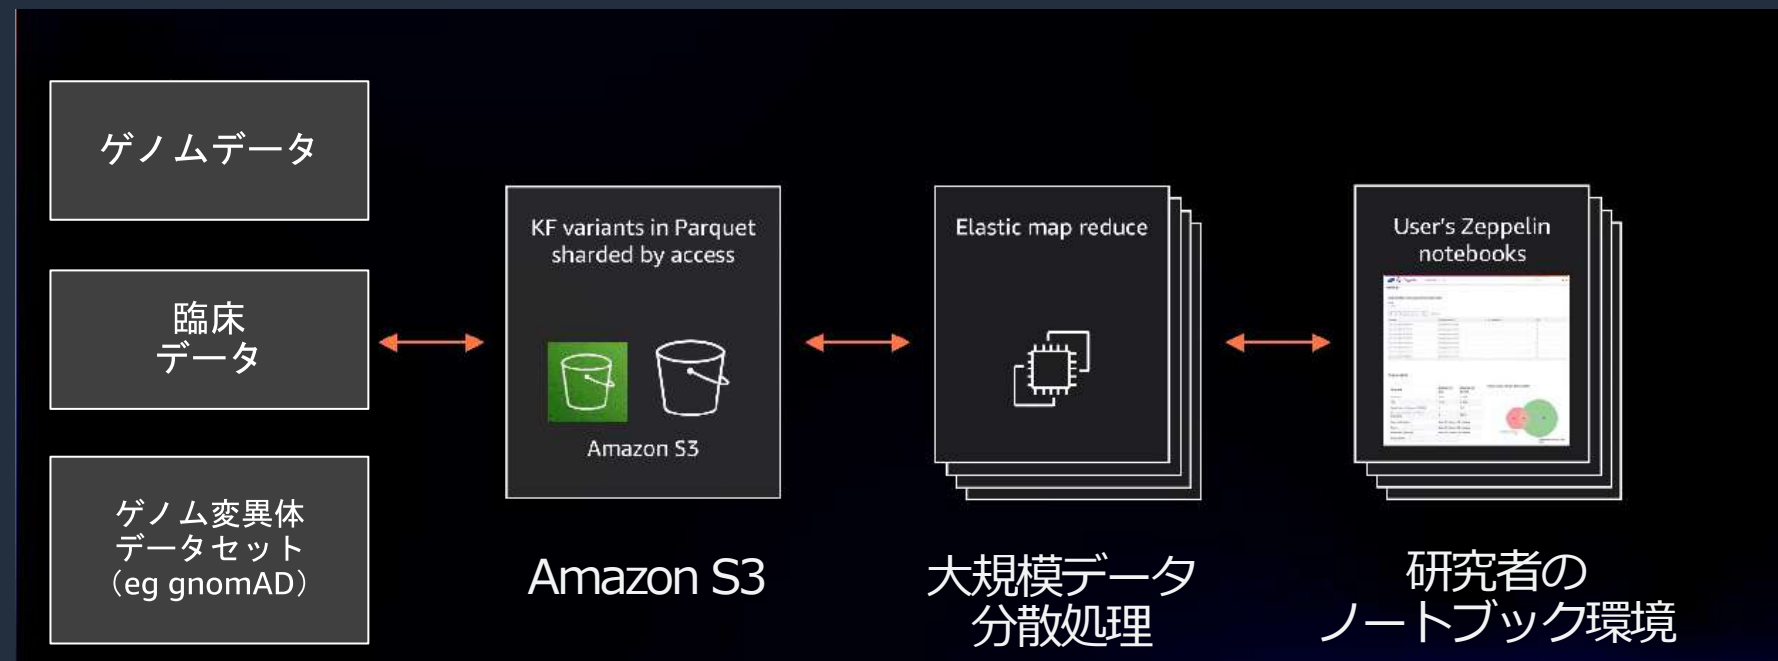 ゲノムデータ
臨床
データ
ゲノム変異体
データセット
（eg gnomAD）
KF variants in Parquet
sharded by access
Amazon S3
Amazon S3
Elastic map reduce
大規模データ
分散処理
User's Zeppelin
notebooks
研究者の
ノートブック環境